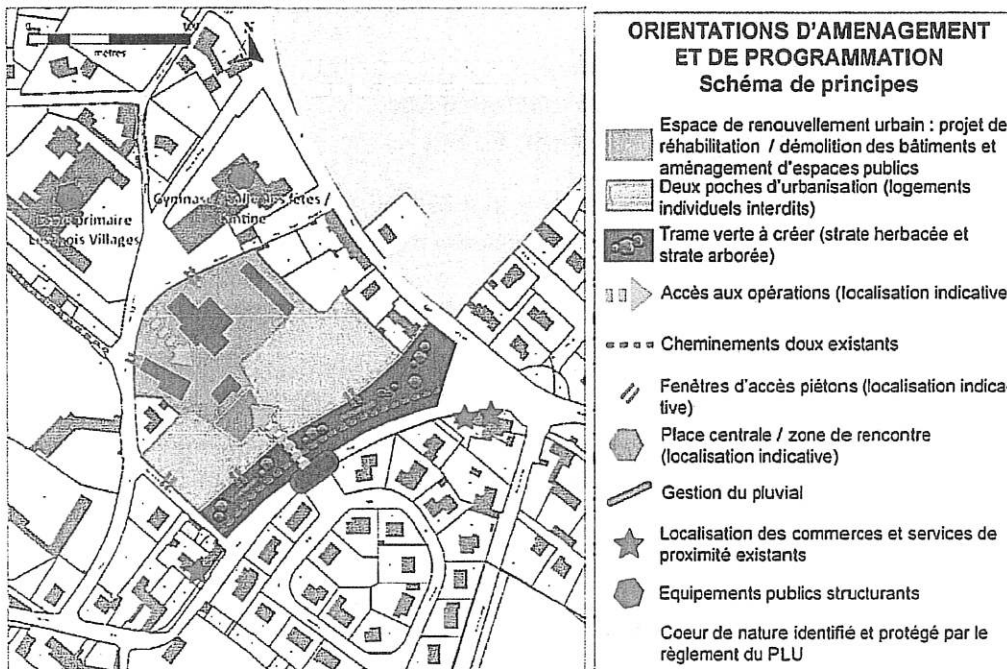 ORIENTATIONS D'AMENAGEMENT
ET DE PROGRAMMATION
Schéma de principes
Espace de renouvellement urbain : projet de
réhabilitation / démolition des bâtiments et
aménagement d'espaces publics
Deux poches d'urbanisation (logements
individuels interdits)
Trame verte à créer (strate herbacée et
strate arborée)
Accès aux opérations (localisation indicative
Cheminements doux existants
Fenêtres d'accès piétons (localisation indica-
tive)
Place centrale / zone de rencontre
(localisation indicative)
Gestion du pluvial
Localisation des commerces et services de
proximité existants
Equipements publics structurants
Coeur de nature identifié et protégé par le
règlement du PLU
mètres
N
Gymnase / Salle des fêtes /
Cantine
primaire
Villages